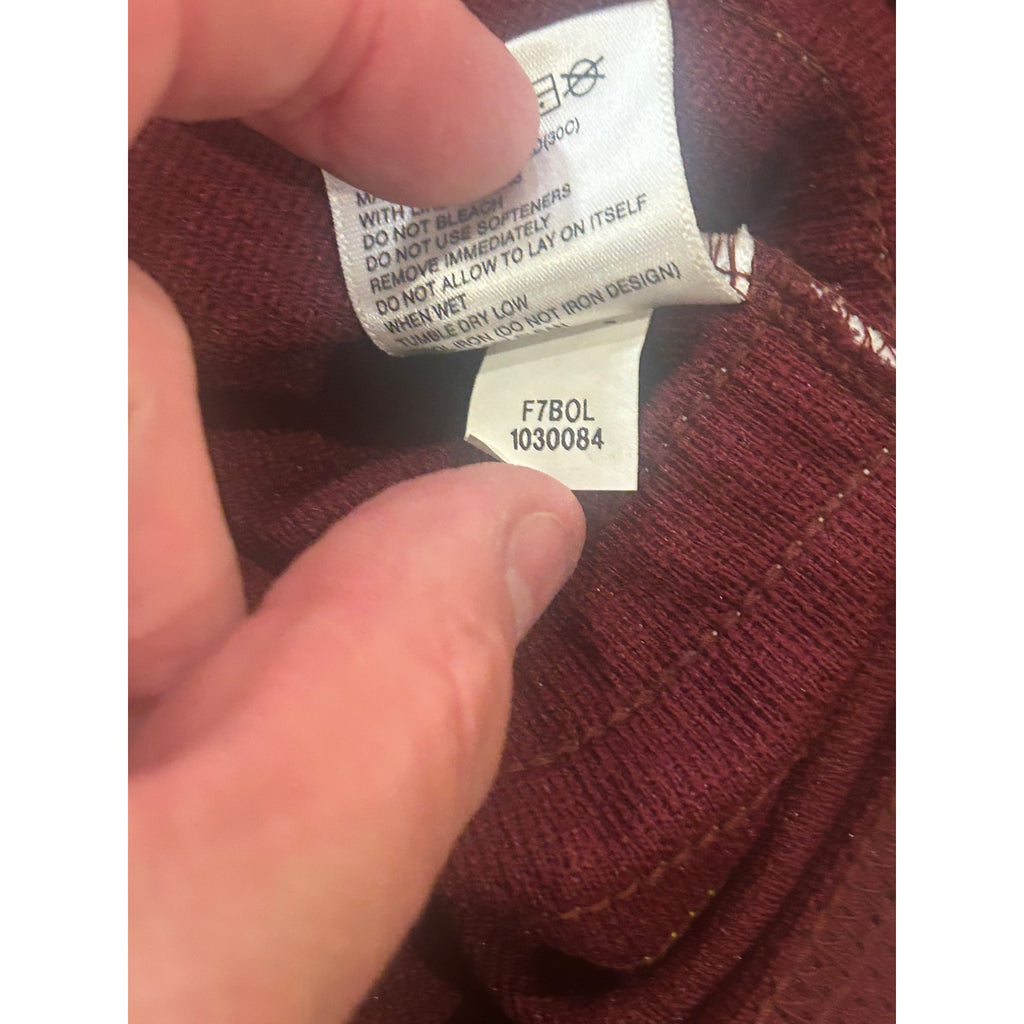 (30C)
WITH
DO NOT BLEACH
DO NOT USE SOFTENERS
REMOVE IMMEDIATELY
DO NOT ALLOW TO LAY ON ITSELF
WHEN WET
TUMBLE DRY LOW
IRON (DO NOT IRON DESIGN)
F7BOL
1030084